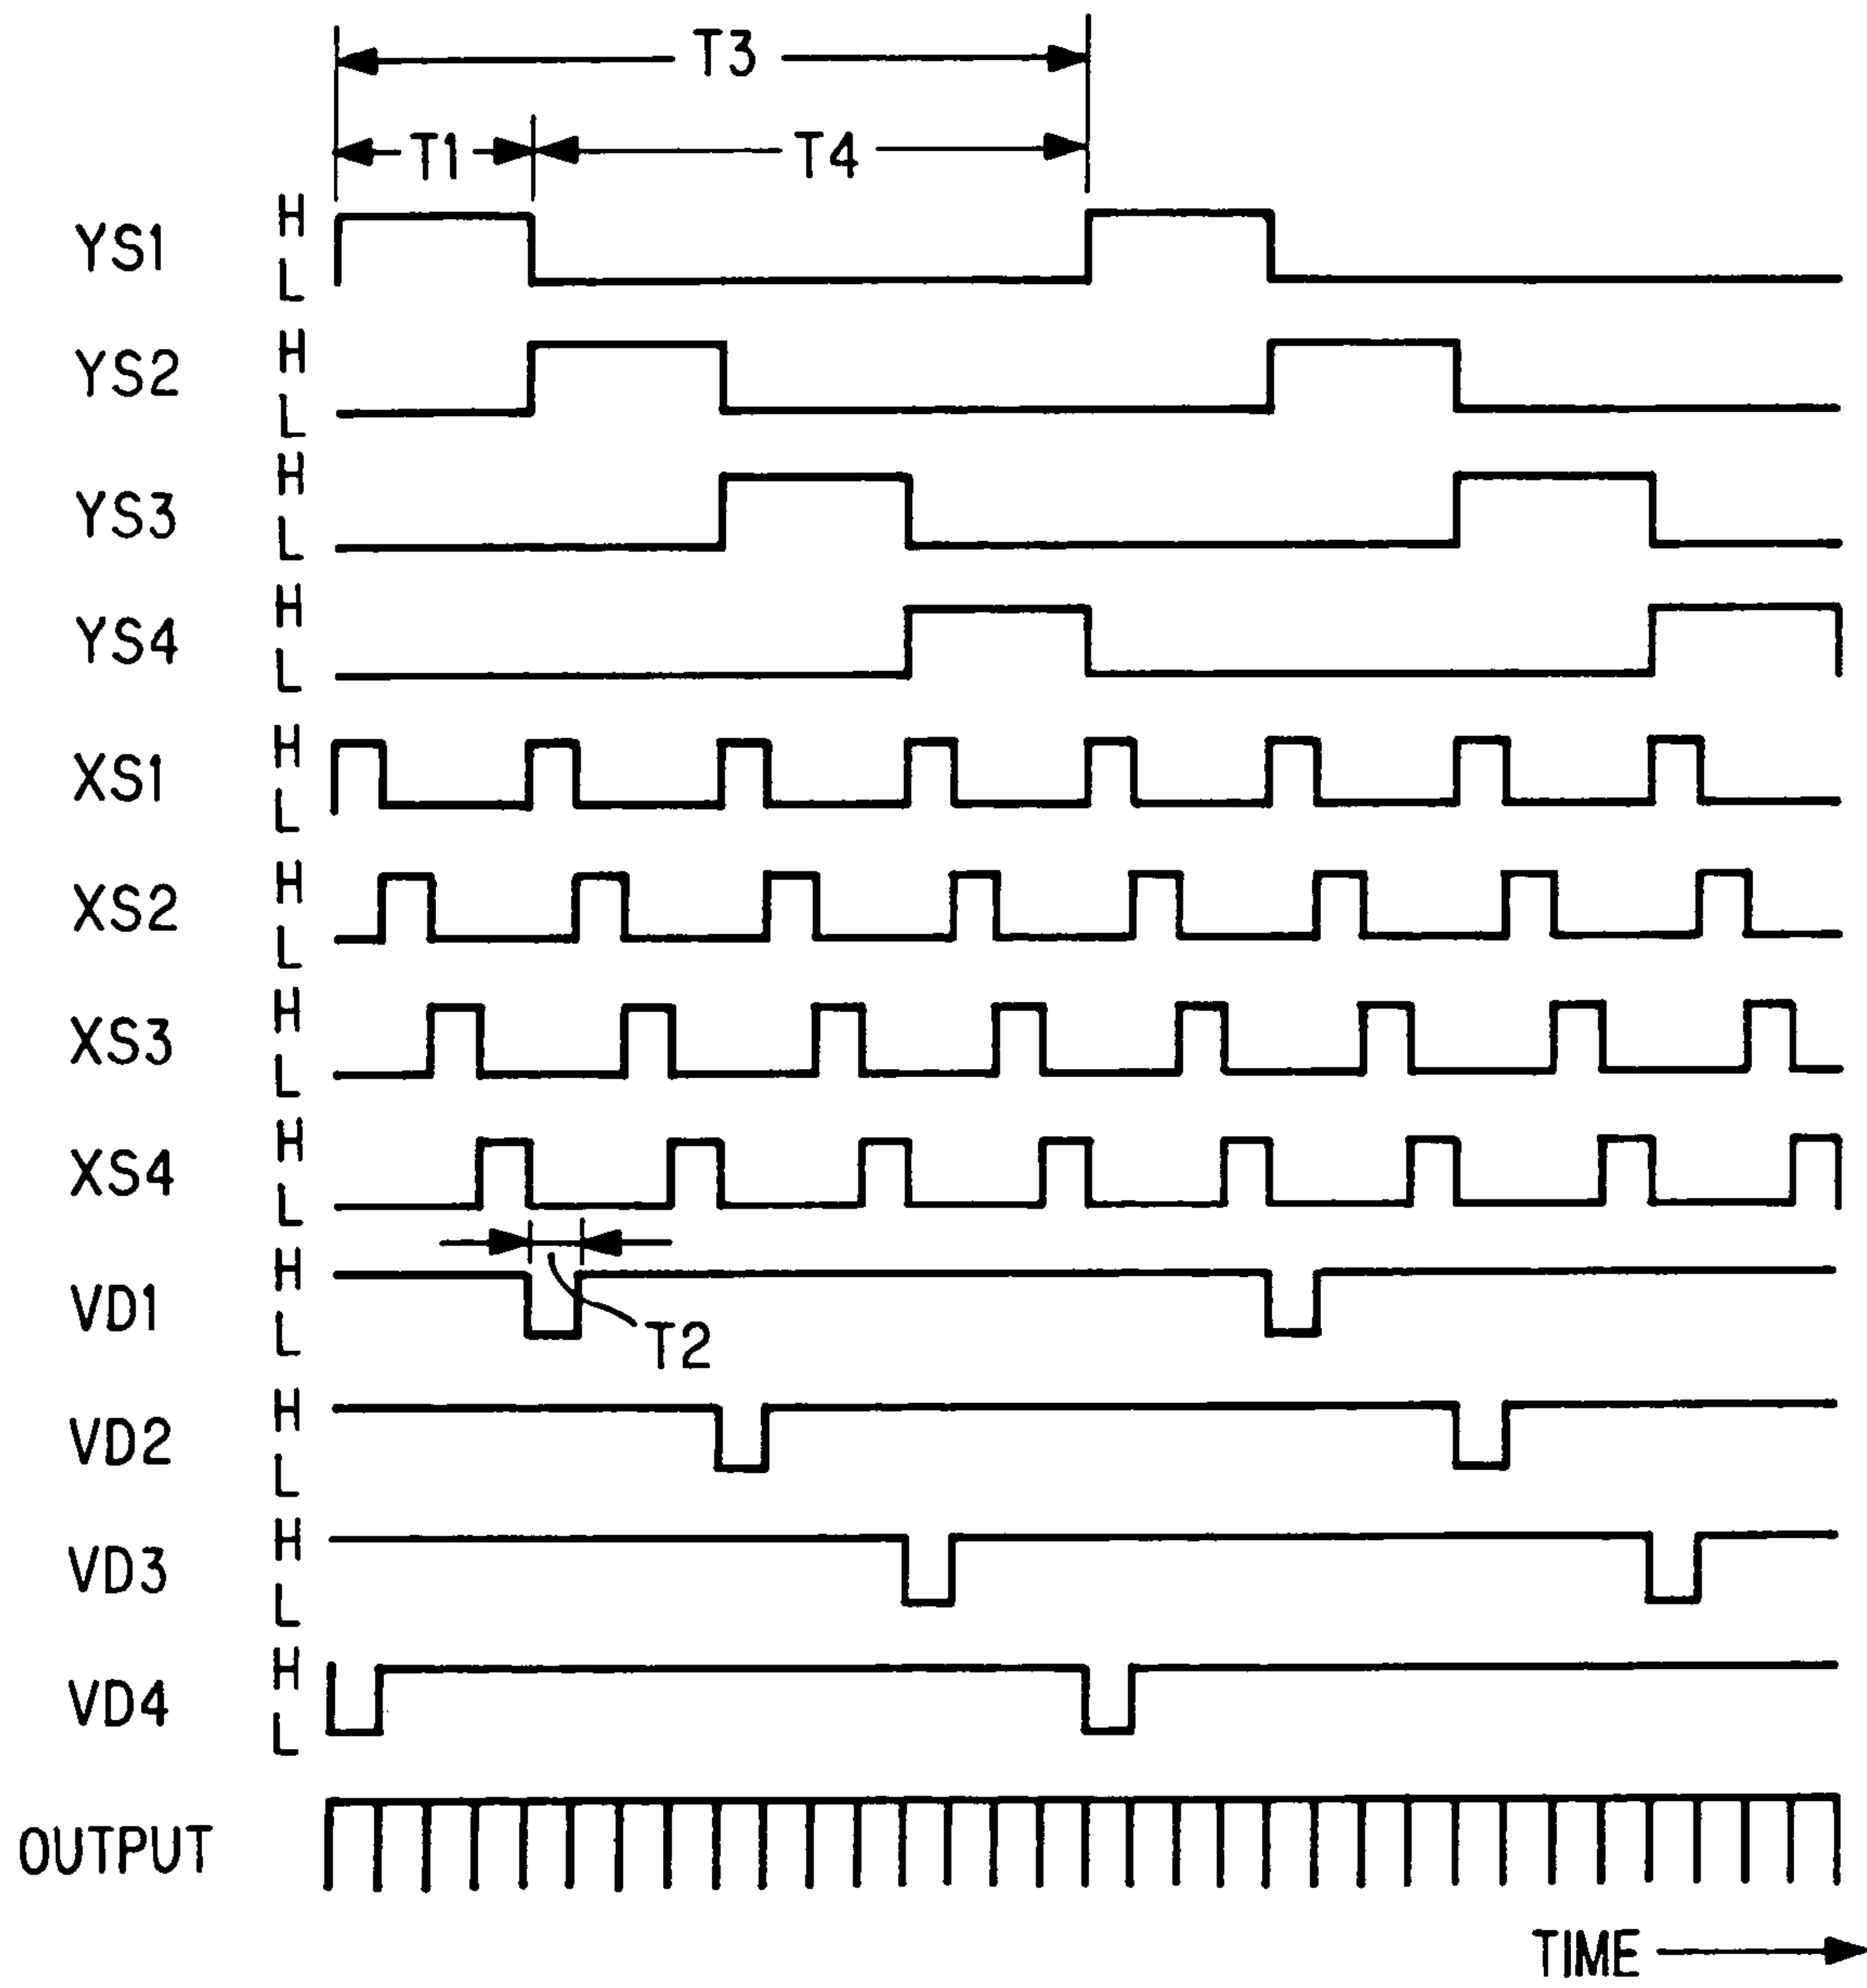 T3
T1 T4
YS1 H L
YS2 H L
YS3 H L
YS4 H L
XS1 H L
XS2 H L
XS3 H L
XS4 H L
VD1 H L
T2
VD2 H L
VD3 H L
VD4 H L
OUTPUT
TIME